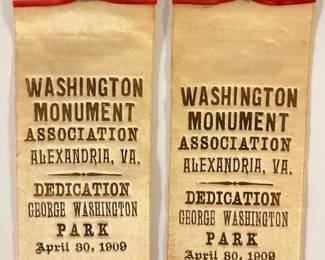 WASHINGTON
MONUMENT
ASSOCIATION
ALEXANDRIA, VA.
DEDICATION
GEORGE WASHINGTON
PARK
April 30, 1909
WASHINGTON
MONUMENT
ASSOCIATION
ALEXANDRIA, VA.
DEDICATION
GEORGE WASHINGTON
PARK
April 30, 1909